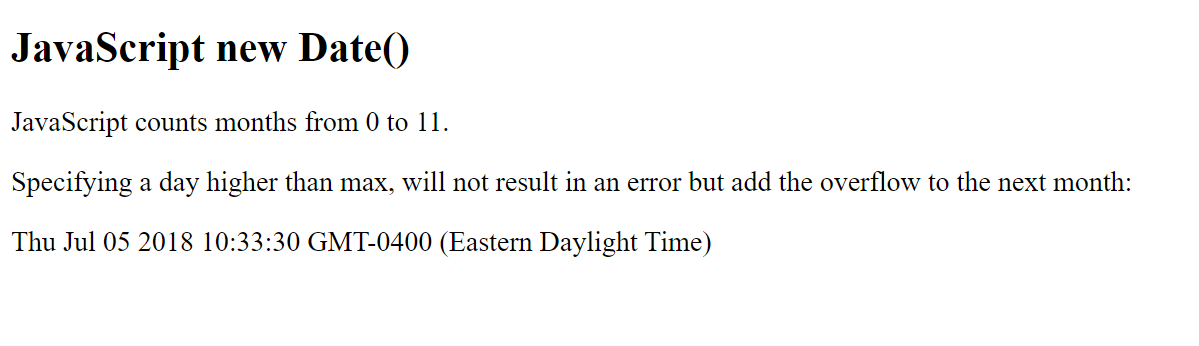 JavaScript new Date()
JavaScript counts months from 0 to 11.
Specifying a day higher than max, will not result in an error but add the overflow to the next month:
Thu Jul 05 2018 10:33:30 GMT-0400 (Eastern Daylight Time)